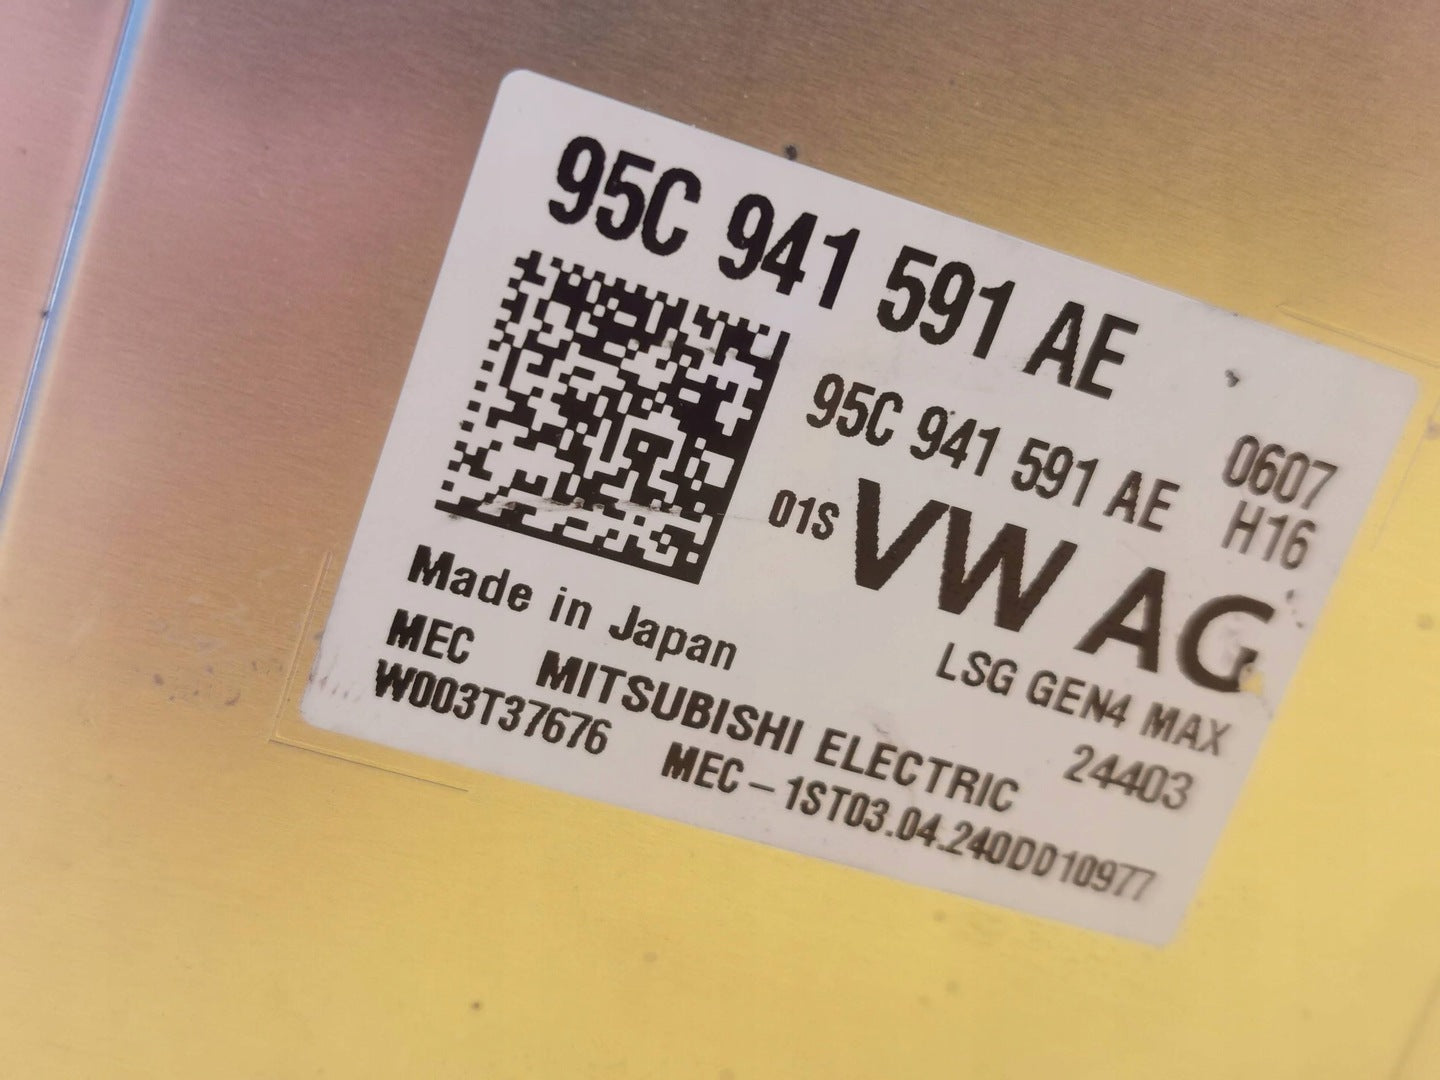 95C 941 591 AE
95C 941 591 AE 0607
01S VW AG H16
LSG GEN4 MAX
24403
Made in Japan
MEC MITSUBISHI ELECTRIC
W003T37676 MEC-1ST03.04.240DD10977